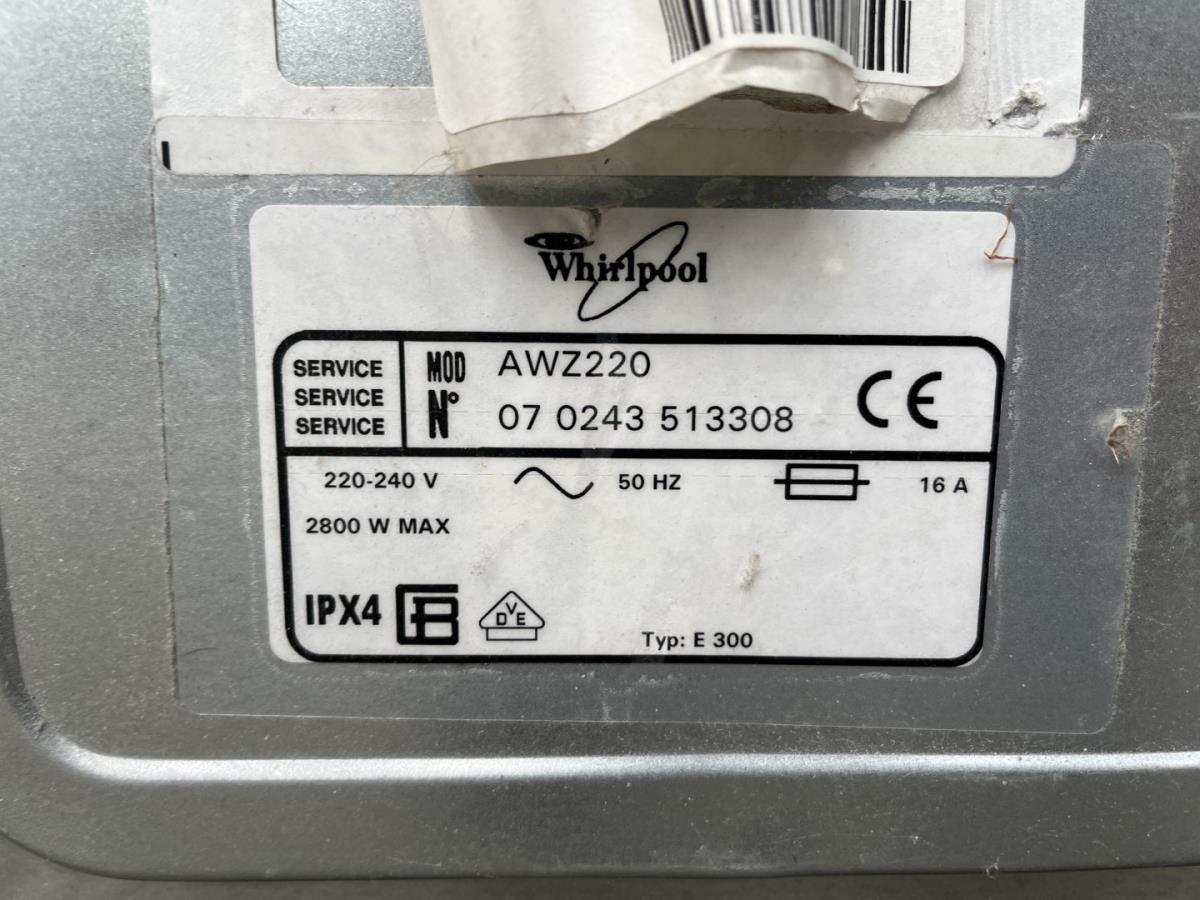 Whirlpool
SERVICE
SERVICE
SERVICE
MOD AWZ220
N° 07 0243 513308
CE
220-240 V 50 HZ 16 A
2800 W MAX
IPX4
DVE
Typ: E 300